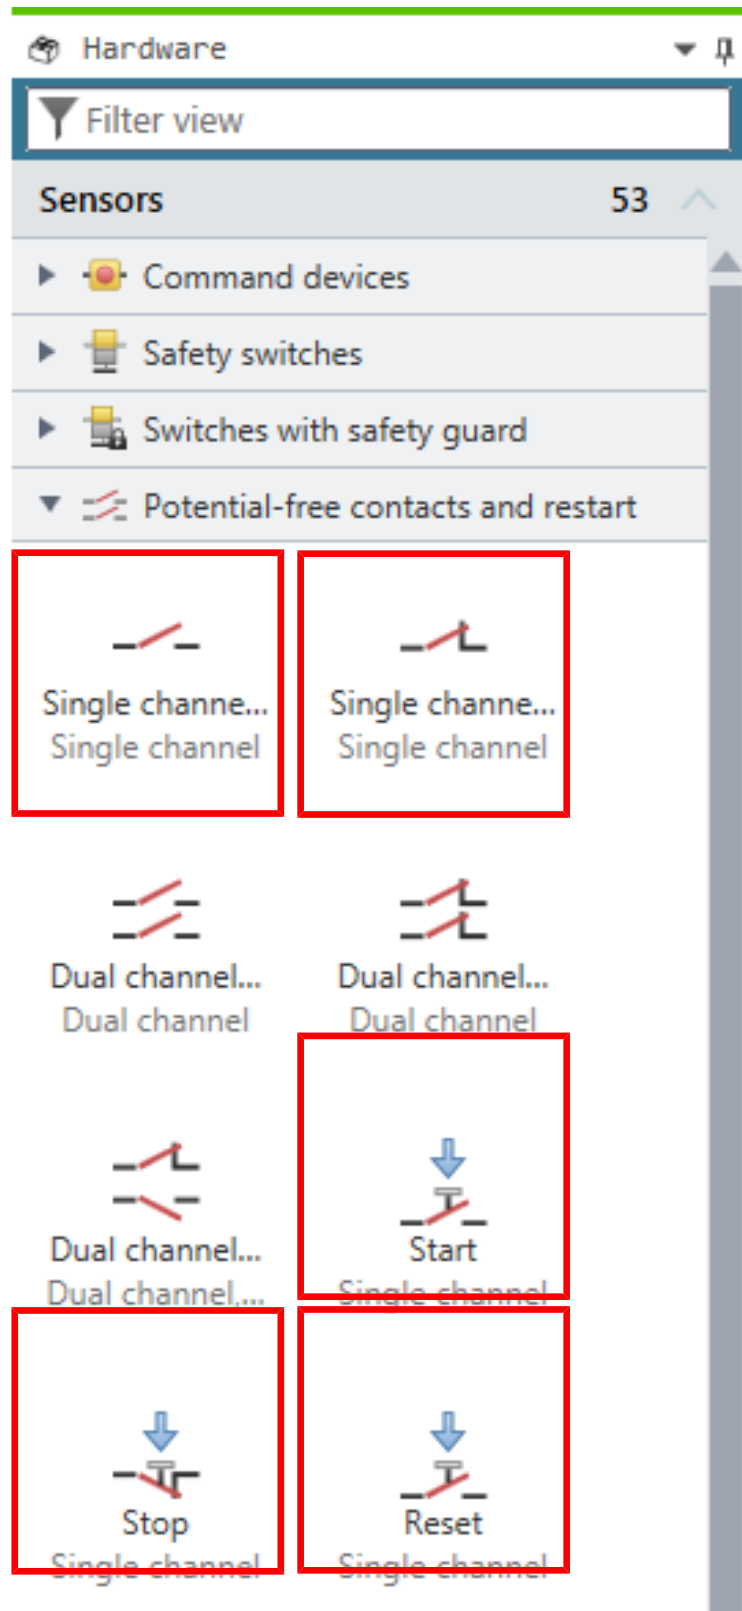 Hardware
Filter view
Sensors 53
Command devices
Safety switches
Switches with safety guard
Potential-free contacts and restart
Single channe... Single channe...
Single channel Single channel
Dual channel... Dual channel...
Dual channel Dual channel
Dual channel... Start
Dual channel,... Single channel
Stop Reset
Single channel Single channel